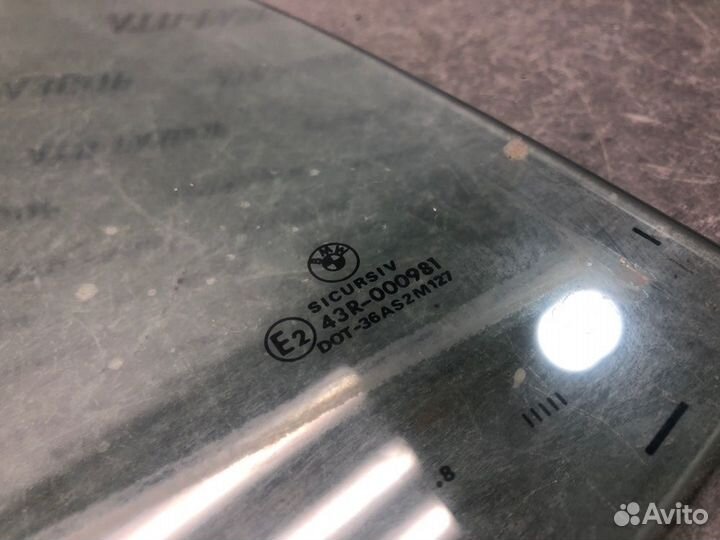 BMW
SICURSIV
E2
43R-000981
DOT-36AS2M127
.8
Avito